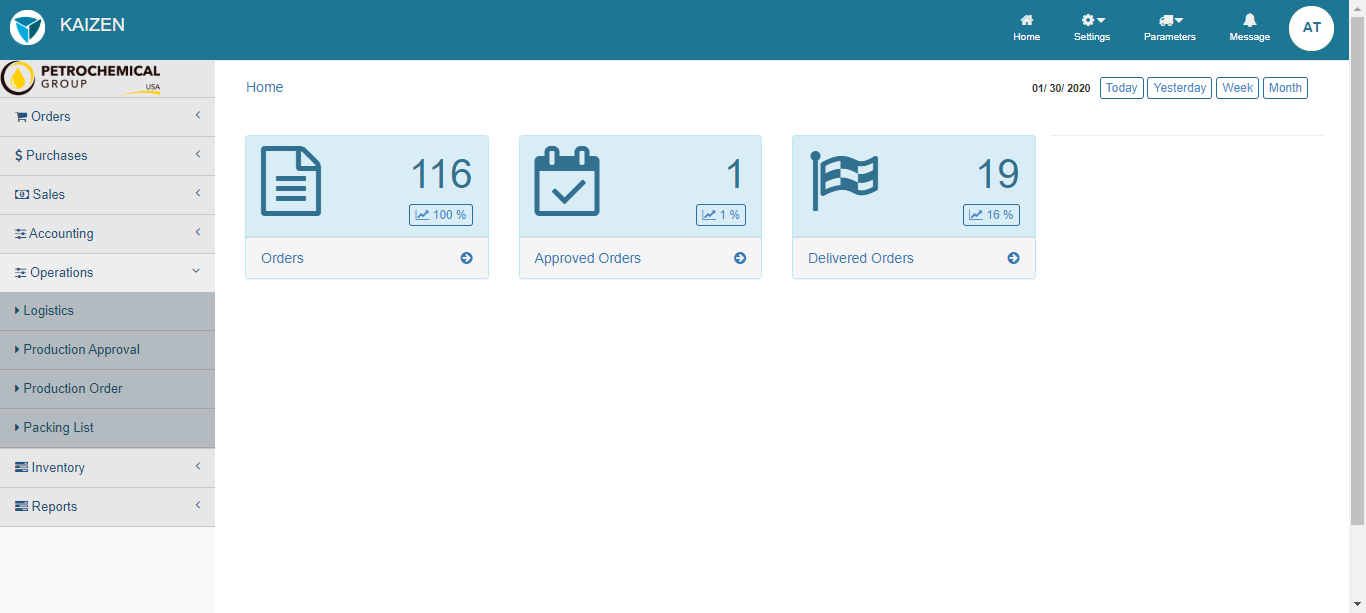 KAIZEN
Home
Settings
Parameters
Message
AT
PETROCHEMICAL
GROUP
USA
Orders
Purchases
Sales
Accounting
Operations
Logistics
Production Approval
Production Order
Packing List
Inventory
Reports
Home
01/ 30/ 2020 Today Yesterday Week Month
116
100 %
Orders
1
1 %
Approved Orders
19
16 %
Delivered Orders